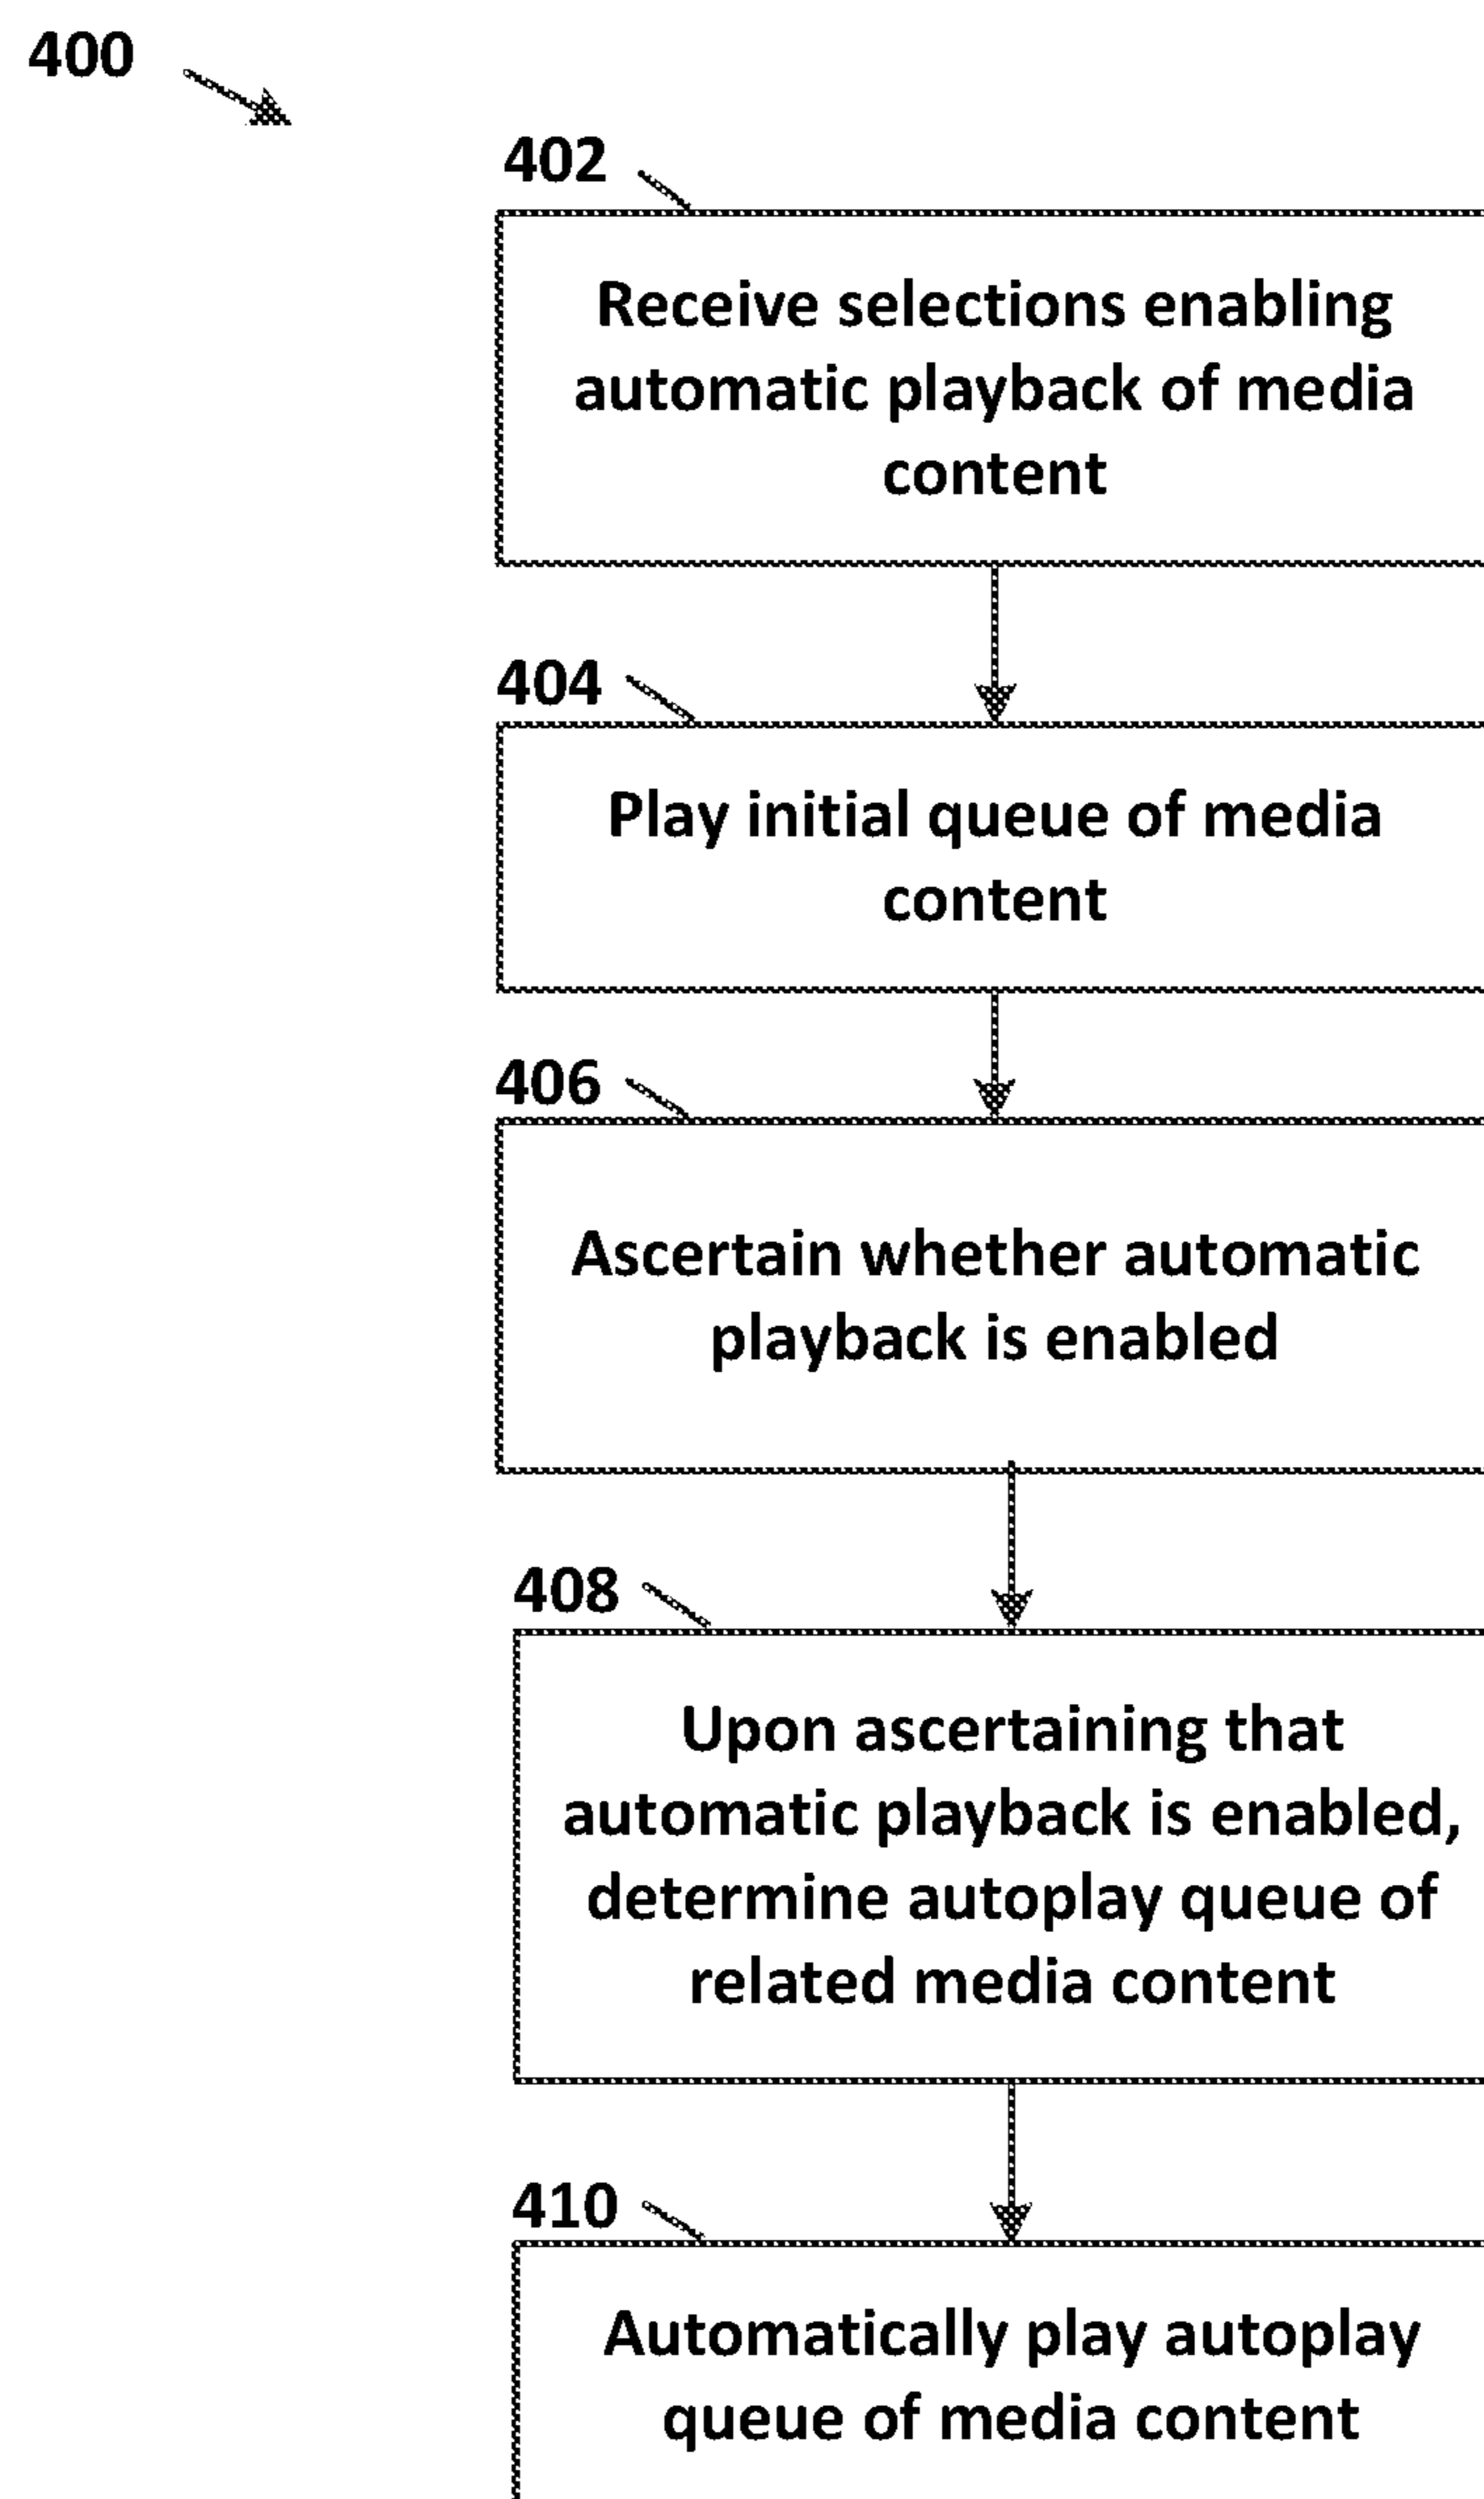 400
402
Receive selections enabling
automatic playback of media
content
404
Play initial queue of media
content
406
Ascertain whether automatic
playback is enabled
408
Upon ascertaining that
automatic playback is enabled,
determine autoplay queue of
related media content
410
Automatically play autoplay
queue of media content